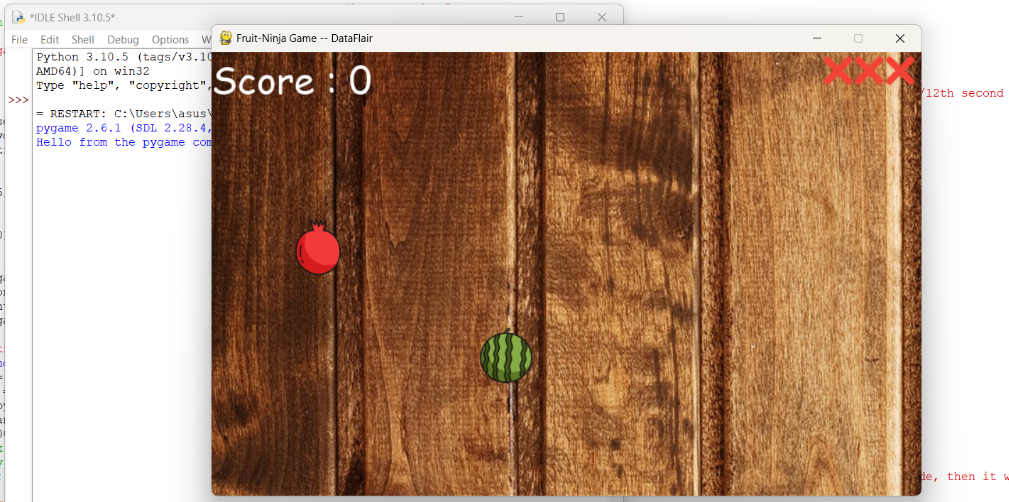 *IDLE Shell 3.10.5*
File Edit Shell Debug Options
Python 3.10.5 (tags/v3.10
AMD64)] on win32
Type "help", "copyright",
>>>
= RESTART: C:\Users\asus\
pygame 2.6.1 (SDL 2.28.4,
Hello from the pygame com
Fruit-Ninja Game -- DataFlair
Score : 0
/12th second
de, then it w